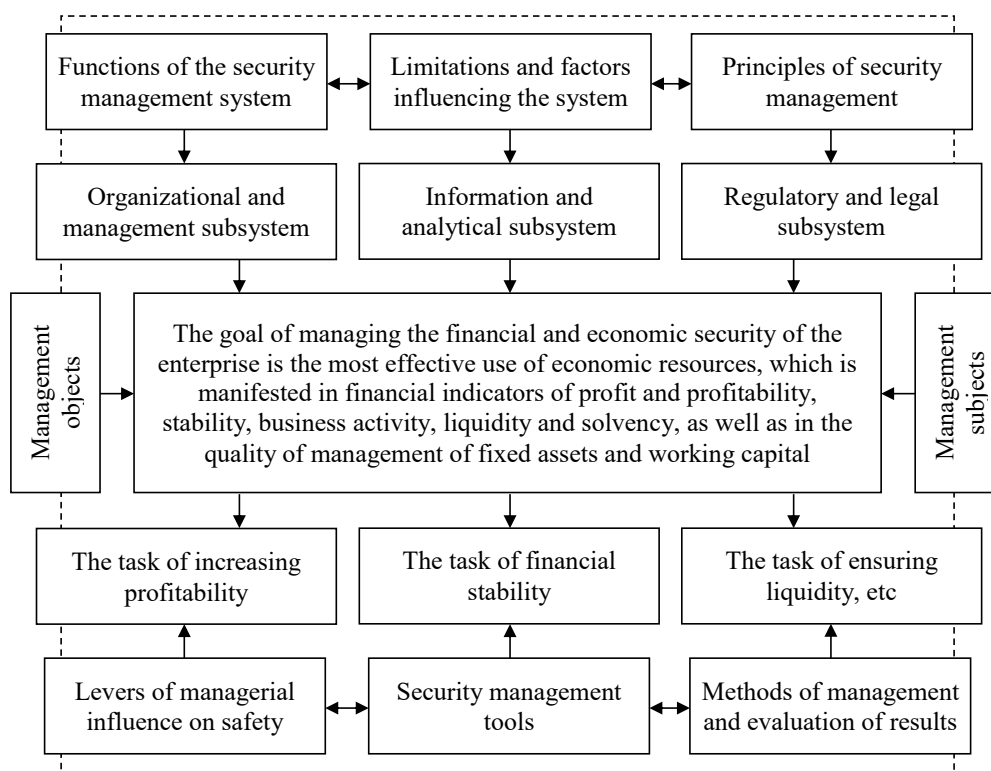 Functions of the security
management system
Limitations and factors
influencing the system
Principles of security
management
Organizational and
management subsystem
Information and
analytical subsystem
Regulatory and legal
subsystem
Management
objects
The goal of managing the financial and economic security of the
enterprise is the most effective use of economic resources, which is
manifested in financial indicators of profit and profitability,
stability, business activity, liquidity and solvency, as well as in the
quality of management of fixed assets and working capital
Management
subjects
The task of increasing
profitability
The task of financial
stability
The task of ensuring
liquidity, etc
Levers of managerial
influence on safety
Security management
tools
Methods of management
and evaluation of results